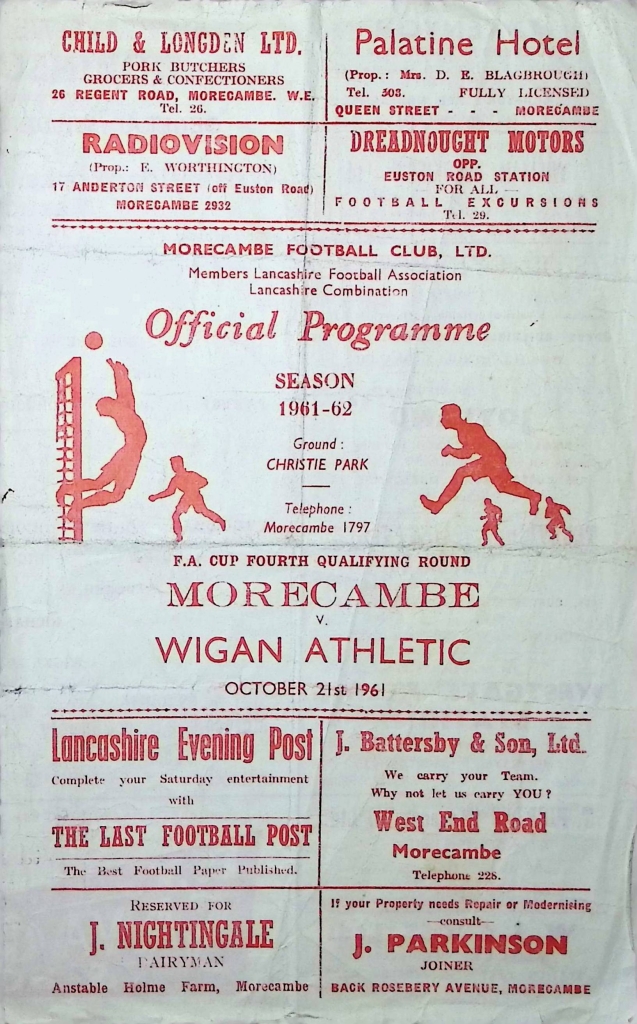 CHILD & LONGDEN LTD.
PORK BUTCHERS
GROCERS & CONFECTIONERS
26 REGENT ROAD, MORECAMBE. W.E.
Tel. 26.
Palatine Hotel
(Prop.: Mrs. D. E. BLAGBROUGH)
Tel. 503. FULLY LICENSED
QUEEN STREET - - - MORECAMBE
RADIOVISION
(Prop.: E. WORTHINGTON)
17 ANDERTON STREET (off Euston Road)
MORECAMBE 2932
DREADNOUGHT MOTORS
OPP.
EUSTON ROAD STATION
FOR ALL —
FOOTBALL EXCURSIONS
Tel. 29.
MORECAMBE FOOTBALL CLUB, LTD.
Members Lancashire Football Association
Lancashire Combination
Official Programme
SEASON
1961-62
Ground :
CHRISTIE PARK
Telephone :
Morecambe 1797
F.A. CUP FOURTH QUALIFYING ROUND
MORECAMBE
V.
WIGAN ATHLETIC
OCTOBER 21st 1961
Lancashire Evening Post
Complete your Saturday entertainment
with
THE LAST FOOTBALL POST
The Best Football Paper Published.
J. Battersby & Son, Ltd.
We carry your Team.
Why not let us carry YOU ?
West End Road
Morecambe
Telephone 228.
RESERVED FOR
J. NIGHTINGALE
DAIRYMAN
Anstable Holme Farm, Morecambe
If your Property needs Repair or Modernising
—consult—
J. PARKINSON
JOINER
BACK ROSEBERY AVENUE, MORECAMBE